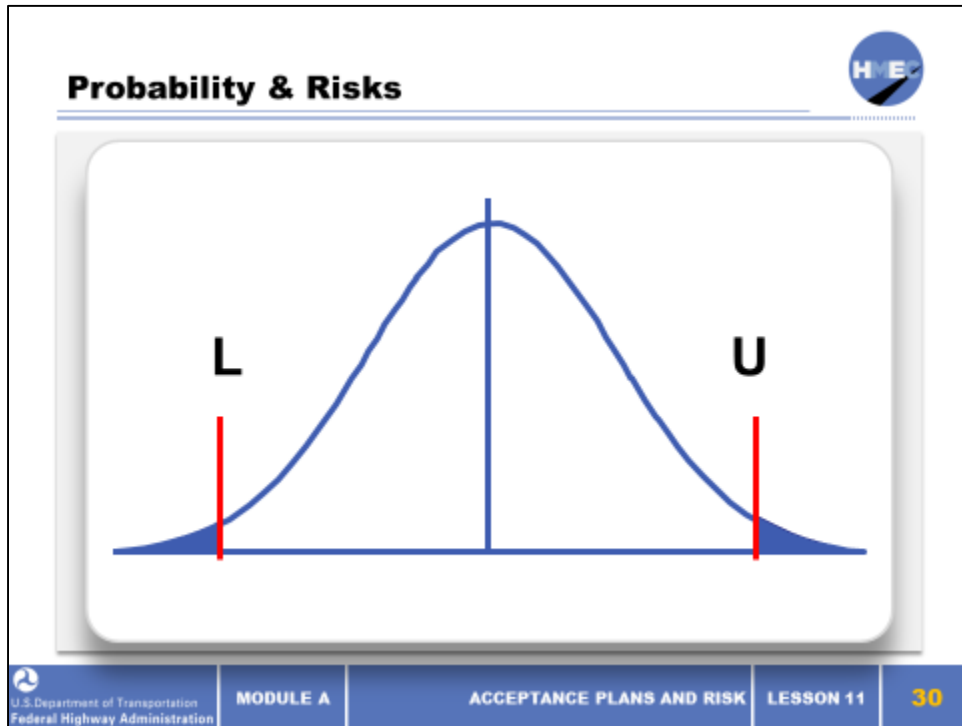 Probability & Risks
HMEC
L
U
U.S.Department of Transportation
Federal Highway Administration
MODULE A
ACCEPTANCE PLANS AND RISK
LESSON 11
30